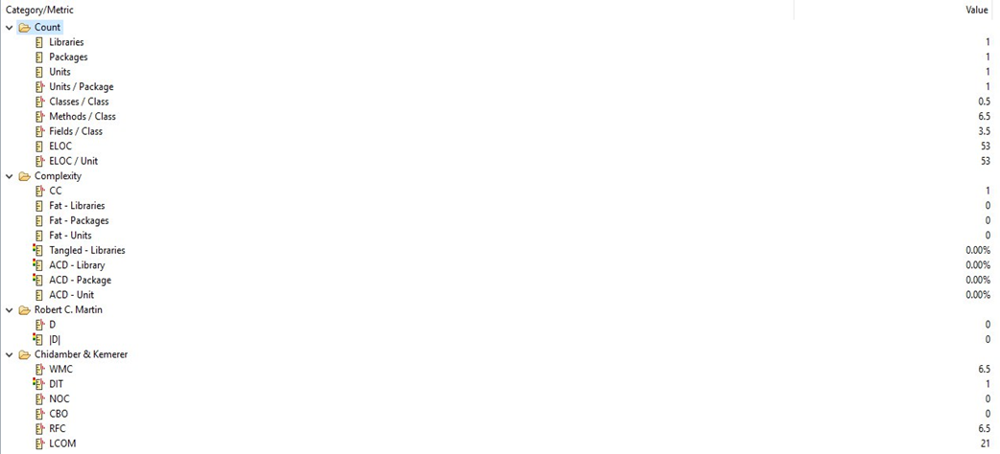 Category/Metric Value
Count
Libraries 1
Packages 1
Units 1
Units / Package 1
Classes / Class 0.5
Methods / Class 6.5
Fields / Class 3.5
ELOC 53
ELOC / Unit 53
Complexity
CC 1
Fat - Libraries 0
Fat - Packages 0
Fat - Units 0
Tangled - Libraries 0.00%
ACD - Library 0.00%
ACD - Package 0.00%
ACD - Unit 0.00%
Robert C. Martin
D 0
|D| 0
Chidamber & Kemerer
WMC 6.5
DIT 1
NOC 0
CBO 0
RFC 6.5
LCOM 21